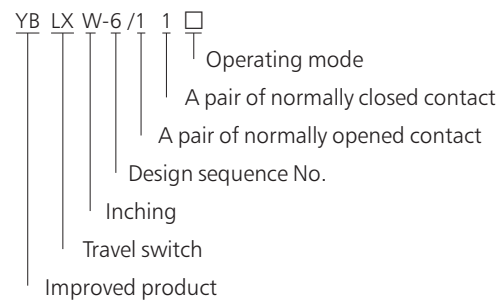 YB LX W-6/1 1 □
Operating mode
A pair of normally closed contact
A pair of normally opened contact
Design sequence No.
Inching
Travel switch
Improved product